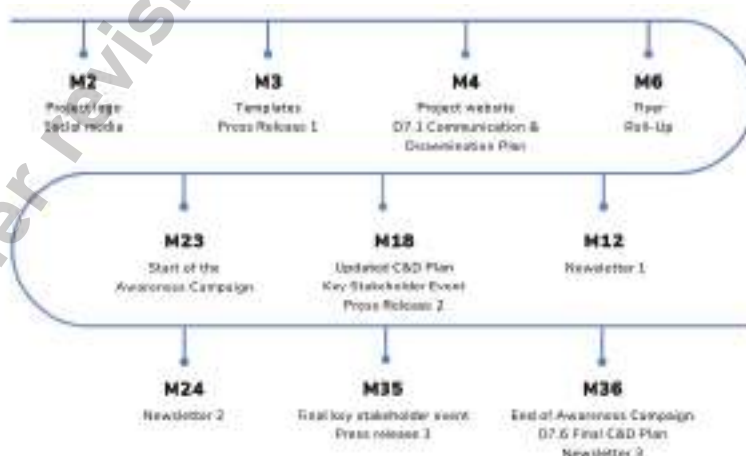 M2
Project logo
Social media
M3
Templates
Press Release 1
M4
Project website
D7.1 Communication &
Dissemination Plan
M6
Flyer
Roll-Up
M12
Newsletter 1
M18
Updated C&D Plan
Key Stakeholder Event
Press Release 2
M23
Start of the
Awareness Campaign
M24
Newsletter 2
M35
Final key stakeholder event
Press release 3
M36
End of Awareness Campaign
D7.6 Final C&D Plan
Newsletter 3